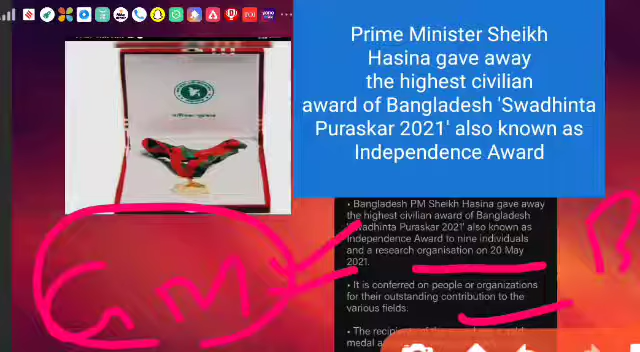 Prime Minister Sheikh
Hasina gave away
the highest civilian
award of Bangladesh 'Swadhinta
Puraskar 2021' also known as
Independence Award
• Bangladesh PM Sheikh Hasina gave away
the highest civilian award of Bangladesh
'Swadhinta Puraskar 2021' also known as
Independence Award to nine individuals
and a research organisation on 20 May
2021.
• It is conferred on people or organizations
for their outstanding contribution to the
various fields.
• The
medal
GM